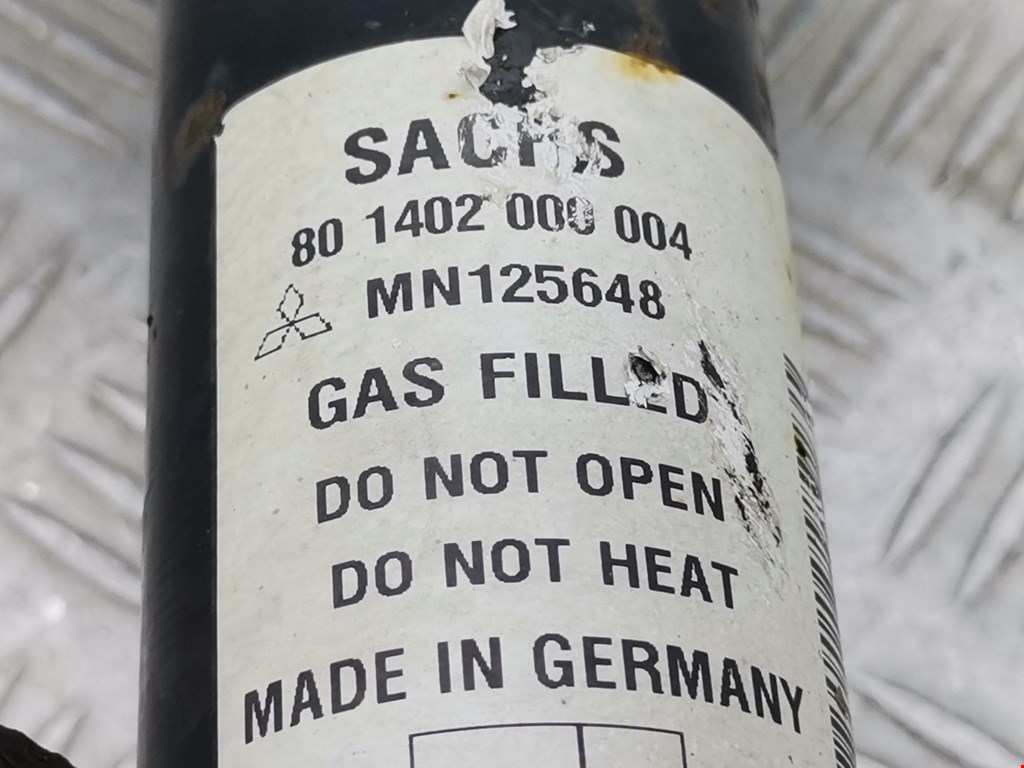 SACHS
80 1402 000 004
MN125648
GAS FILLED
DO NOT OPEN
DO NOT HEAT
MADE IN GERMANY